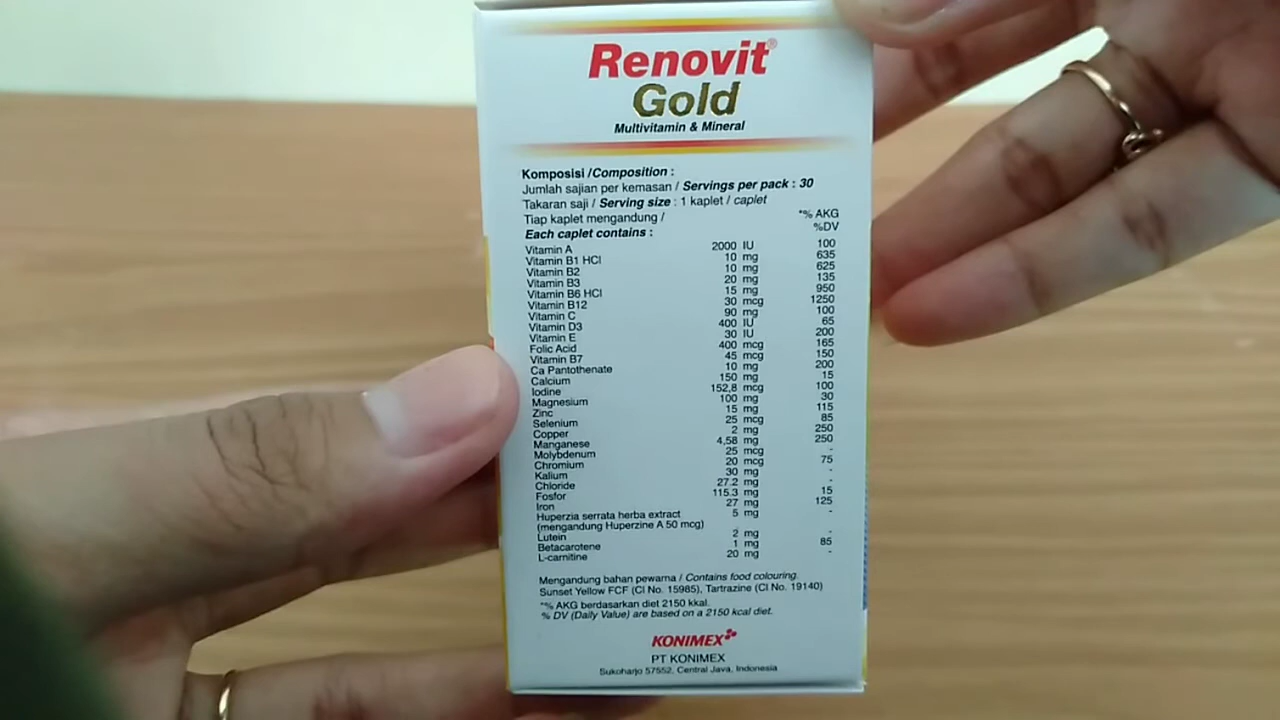 Renovit®
Gold
Multivitamin & Mineral
Komposisi /Composition :
Jumlah sajian per kemasan / Servings per pack : 30
Takaran saji / Serving size : 1 kaplet / caplet
Tiap kaplet mengandung / *% AKG
Each caplet contains : %DV
Vitamin A 2000 IU 100
Vitamin B1 HCl 10 mg 635
Vitamin B2 10 mg 625
Vitamin B3 20 mg 135
Vitamin B6 HCl 15 mg 950
Vitamin B12 30 mcg 1250
Vitamin C 90 mg 100
Vitamin D3 400 IU 65
Vitamin E 30 IU 200
Folic Acid 400 mcg 165
Vitamin B7 45 mcg 150
Ca Pantothenate 10 mg 200
Calcium 150 mg 15
Iodine 152,8 mcg 100
Magnesium 100 mg 30
Zinc 15 mg 115
Selenium 25 mcg 85
Copper 2 mg 250
Manganese 4,58 mg 250
Molybdenum 25 mcg -
Chromium 20 mcg 75
Kalium 30 mg -
Chloride 27.2 mg -
Fosfor 115.3 mg 15
Iron 27 mg 125
Huperzia serrata herba extract 5 mg -
(mengandung Huperzine A 50 mcg)
Lutein 2 mg -
Betacarotene 1 mg 85
L-carnitine 20 mg -
Mengandung bahan pewarna / Contains food colouring.
Sunset Yellow FCF (CI No. 15985), Tartrazine (CI No. 19140)
*% AKG berdasarkan diet 2150 kkal.
% DV (Daily Value) are based on a 2150 kcal diet.
KONIMEX
PT KONIMEX
Sukoharjo 57552, Central Java, Indonesia